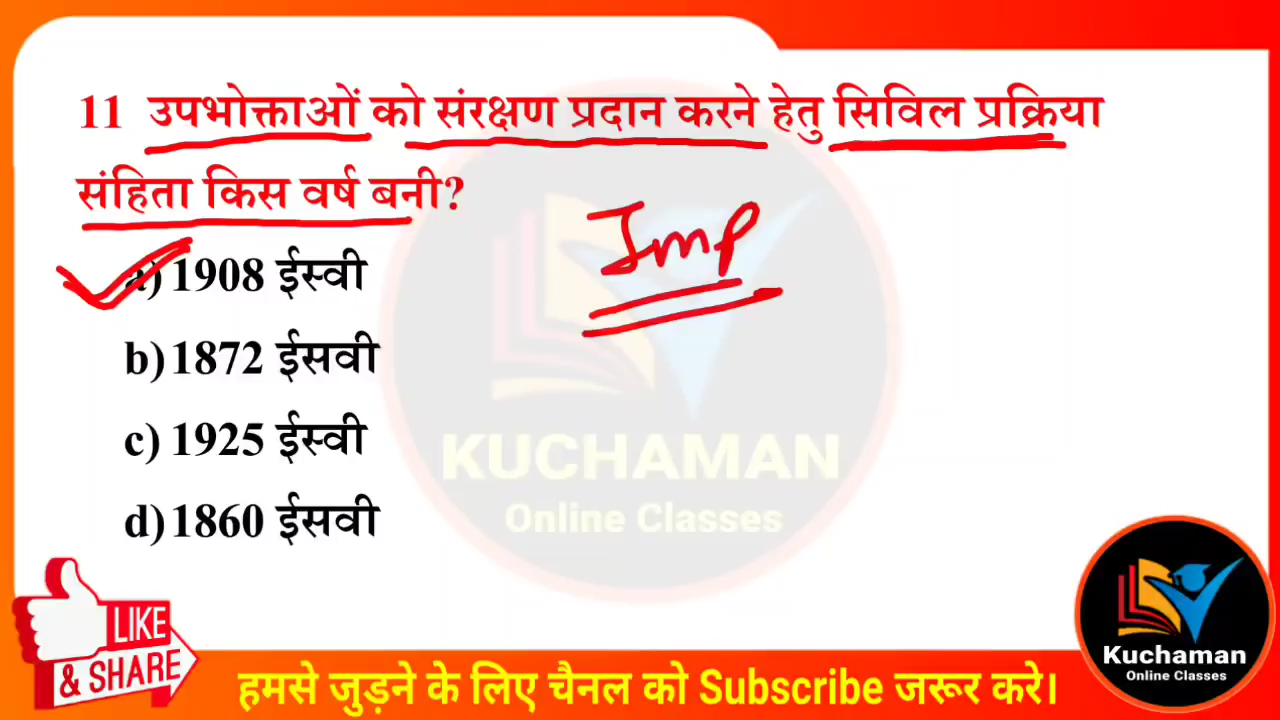 11 उपभोक्ताओं को संरक्षण प्रदान करने हेतु सिविल प्रक्रिया
संहिता किस वर्ष बनी?
Imp
a) 1908 ईस्वी
b) 1872 ईसवी
c) 1925 ईस्वी
d) 1860 ईसवी
KUCHAMAN
Online Classes
LIKE
& SHARE
Kuchaman
Online Classes
हमसे जुड़ने के लिए चैनल को Subscribe जरूर करे।